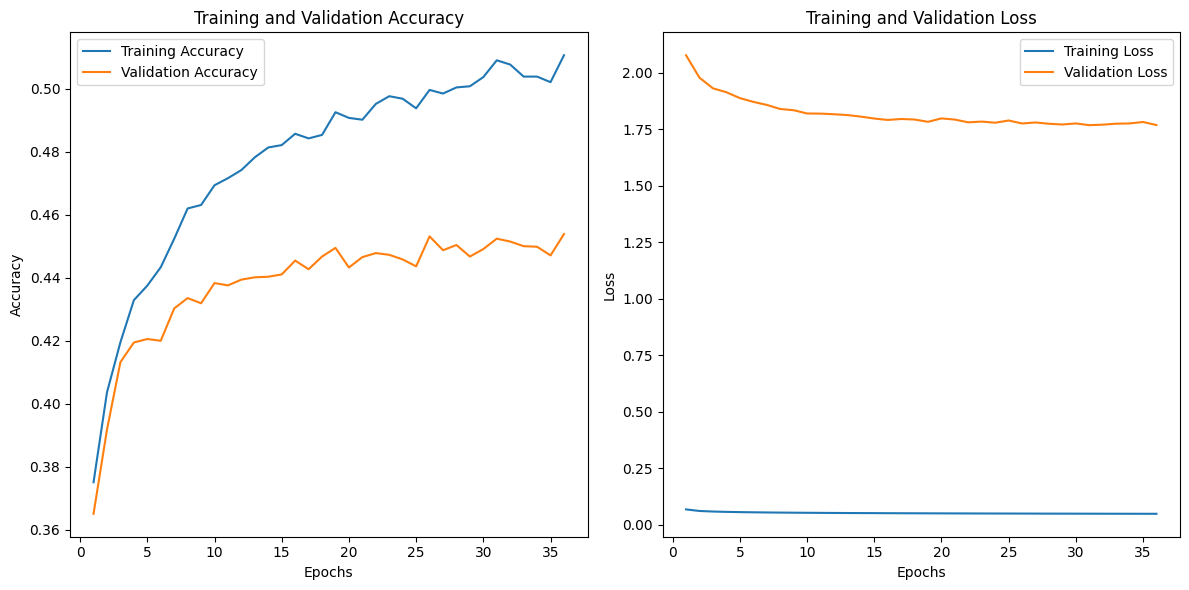 Training and Validation Accuracy
Training Accuracy
Validation Accuracy
0.50
0.48
0.46
0.44
0.42
0.40
0.38
0.36
Accuracy
0 5 10 15 20 25 30 35
Epochs
Training and Validation Loss
Training Loss
Validation Loss
2.00
1.75
1.50
1.25
1.00
0.75
0.50
0.25
0.00
Loss
0 5 10 15 20 25 30 35
Epochs